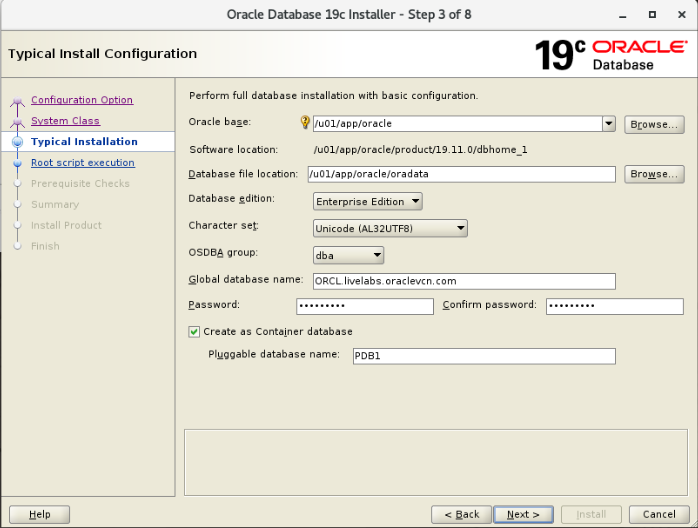 Oracle Database 19c Installer - Step 3 of 8
Typical Install Configuration
19c ORACLE
Database
Configuration Option
System Class
Typical Installation
Root script execution
Prerequisite Checks
Summary
Install Product
Finish
Perform full database installation with basic configuration.
Oracle base: /u01/app/oracle Browse...
Software location: /u01/app/oracle/product/19.11.0/dbhome_1
Database file location: /u01/app/oracle/oradata Browse...
Database edition: Enterprise Edition
Character set: Unicode (AL32UTF8)
OSDBA group: dba
Global database name: ORCL.livelabs.oraclevcn.com
Password: ••••••••• Confirm password: •••••••••
Create as Container database
Pluggable database name: PDB1
Help < Back Next > Install Cancel